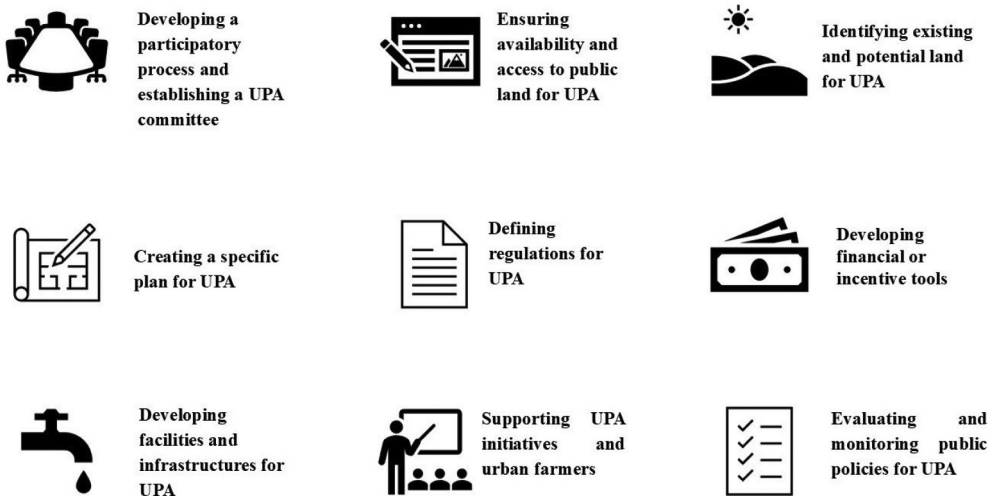 Developing a
participatory
process and
establishing a UPA
committee
Ensuring
availability and
access to public
land for UPA
Identifying existing
and potential land
for UPA
Creating a specific
plan for UPA
Defining
regulations for
UPA
Developing
financial or
incentive tools
Developing
facilities and
infrastructures for
UPA
Supporting UPA
initiatives and
urban farmers
Evaluating and
monitoring public
policies for UPA